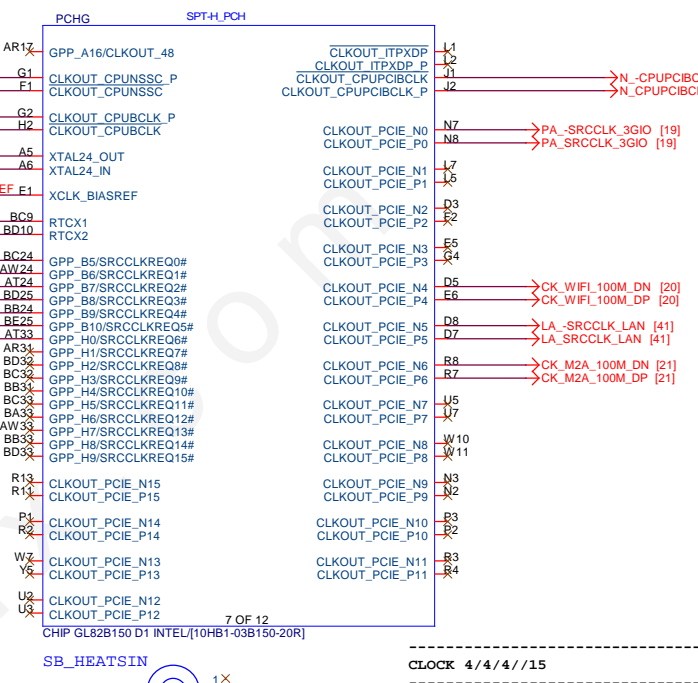 PCHG SPT-H_PCH
AR17 GPP_A16/CLKOUT_48
G1 CLKOUT_CPUNSSC_P
F1 CLKOUT_CPUNSSC
G2 CLKOUT_CPUBCLK_P
H2 CLKOUT_CPUBCLK
A5 XTAL24_OUT
A6 XTAL24_IN
EF E1 XCLK_BIASREF
BC9 RTCX1
BD10 RTCX2
BC24 GPP_B5/SRCCLKREQ0#
AW24 GPP_B6/SRCCLKREQ1#
AT24 GPP_B7/SRCCLKREQ2#
BD25 GPP_B8/SRCCLKREQ3#
BB24 GPP_B9/SRCCLKREQ4#
BE25 GPP_B10/SRCCLKREQ5#
AT33 GPP_H0/SRCCLKREQ6#
AR31 GPP_H1/SRCCLKREQ7#
BD32 GPP_H2/SRCCLKREQ8#
BC32 GPP_H3/SRCCLKREQ9#
BB31 GPP_H4/SRCCLKREQ10#
BC33 GPP_H5/SRCCLKREQ11#
BA33 GPP_H6/SRCCLKREQ12#
AW33 GPP_H7/SRCCLKREQ13#
BB33 GPP_H8/SRCCLKREQ14#
BD33 GPP_H9/SRCCLKREQ15#
R13 CLKOUT_PCIE_N15
R11 CLKOUT_PCIE_P15
P1 CLKOUT_PCIE_N14
R2 CLKOUT_PCIE_P14
W7 CLKOUT_PCIE_N13
Y5 CLKOUT_PCIE_P13
U2 CLKOUT_PCIE_N12
U3 CLKOUT_PCIE_P12
CLKOUT_ITPXDP L1
CLKOUT_ITPXDP_P L2
CLKOUT_CPUPCIBCLK J1 N_-CPUPCIBC
CLKOUT_CPUPCIBCLK_P J2 N_CPUPCIBCL
CLKOUT_PCIE_N0 N7 PA_-SRCCLK_3GIO [19]
CLKOUT_PCIE_P0 N8 PA_SRCCLK_3GIO [19]
CLKOUT_PCIE_N1 L7
CLKOUT_PCIE_P1 L5
CLKOUT_PCIE_N2 D3
CLKOUT_PCIE_P2 F2
CLKOUT_PCIE_N3 E5
CLKOUT_PCIE_P3 G4
CLKOUT_PCIE_N4 D5 CK_WIFI_100M_DN [20]
CLKOUT_PCIE_P4 E6 CK_WIFI_100M_DP [20]
CLKOUT_PCIE_N5 D8 LA_-SRCCLK_LAN [41]
CLKOUT_PCIE_P5 D7 LA_SRCCLK_LAN [41]
CLKOUT_PCIE_N6 R8 CK_M2A_100M_DN [21]
CLKOUT_PCIE_P6 R7 CK_M2A_100M_DP [21]
CLKOUT_PCIE_N7 U5
CLKOUT_PCIE_P7 U7
CLKOUT_PCIE_N8 W10
CLKOUT_PCIE_P8 W11
CLKOUT_PCIE_N9 N3
CLKOUT_PCIE_P9 N2
CLKOUT_PCIE_N10 P3
CLKOUT_PCIE_P10 P2
CLKOUT_PCIE_N11 R3
CLKOUT_PCIE_P11 R4
7 OF 12
CHIP GL82B150 D1 INTEL/[10HB1-03B150-20R]
SB_HEATSIN
1
CLOCK 4/4/4//15